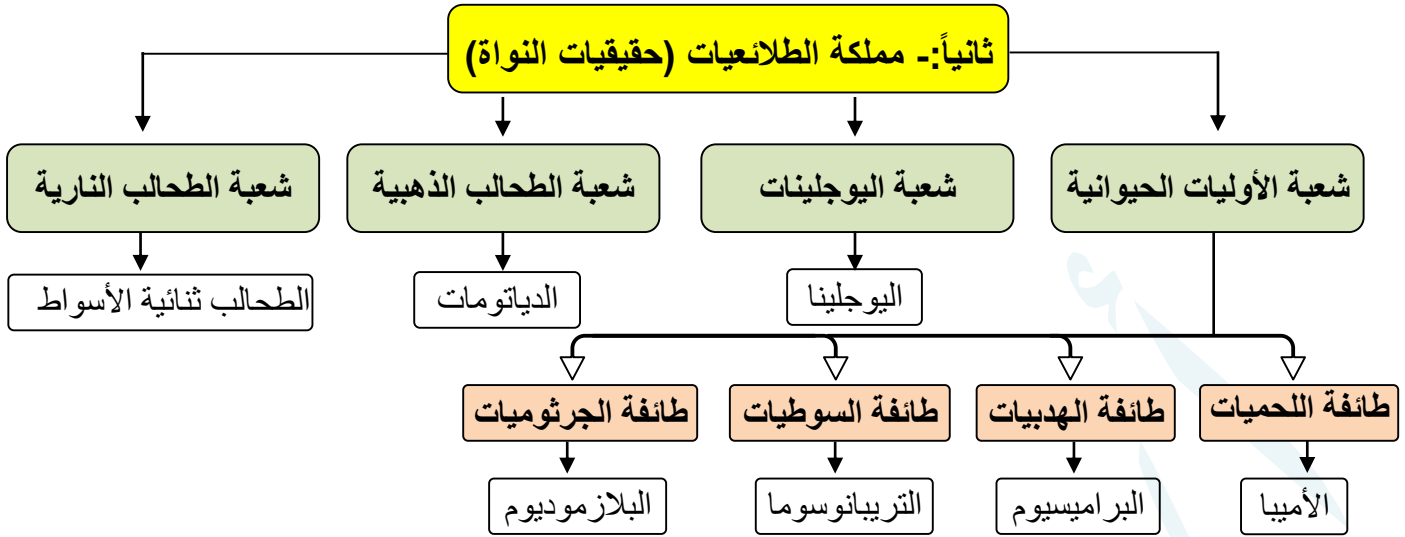 ثانياً:- مملكة الطلائعيات (حقيقيات النواة)
شعبة الأوليات الحيوانية
شعبة اليوجلينات
شعبة الطحالب الذهبية
شعبة الطحالب النارية
اليوجلينا
الدياتومات
الطحالب ثنائية الأسواط
طائفة اللحميات
طائفة الهدبيات
طائفة السوطيات
طائفة الجرثوميات
الأميبا
البراميسيوم
التريبانوسوما
البلازموديوم